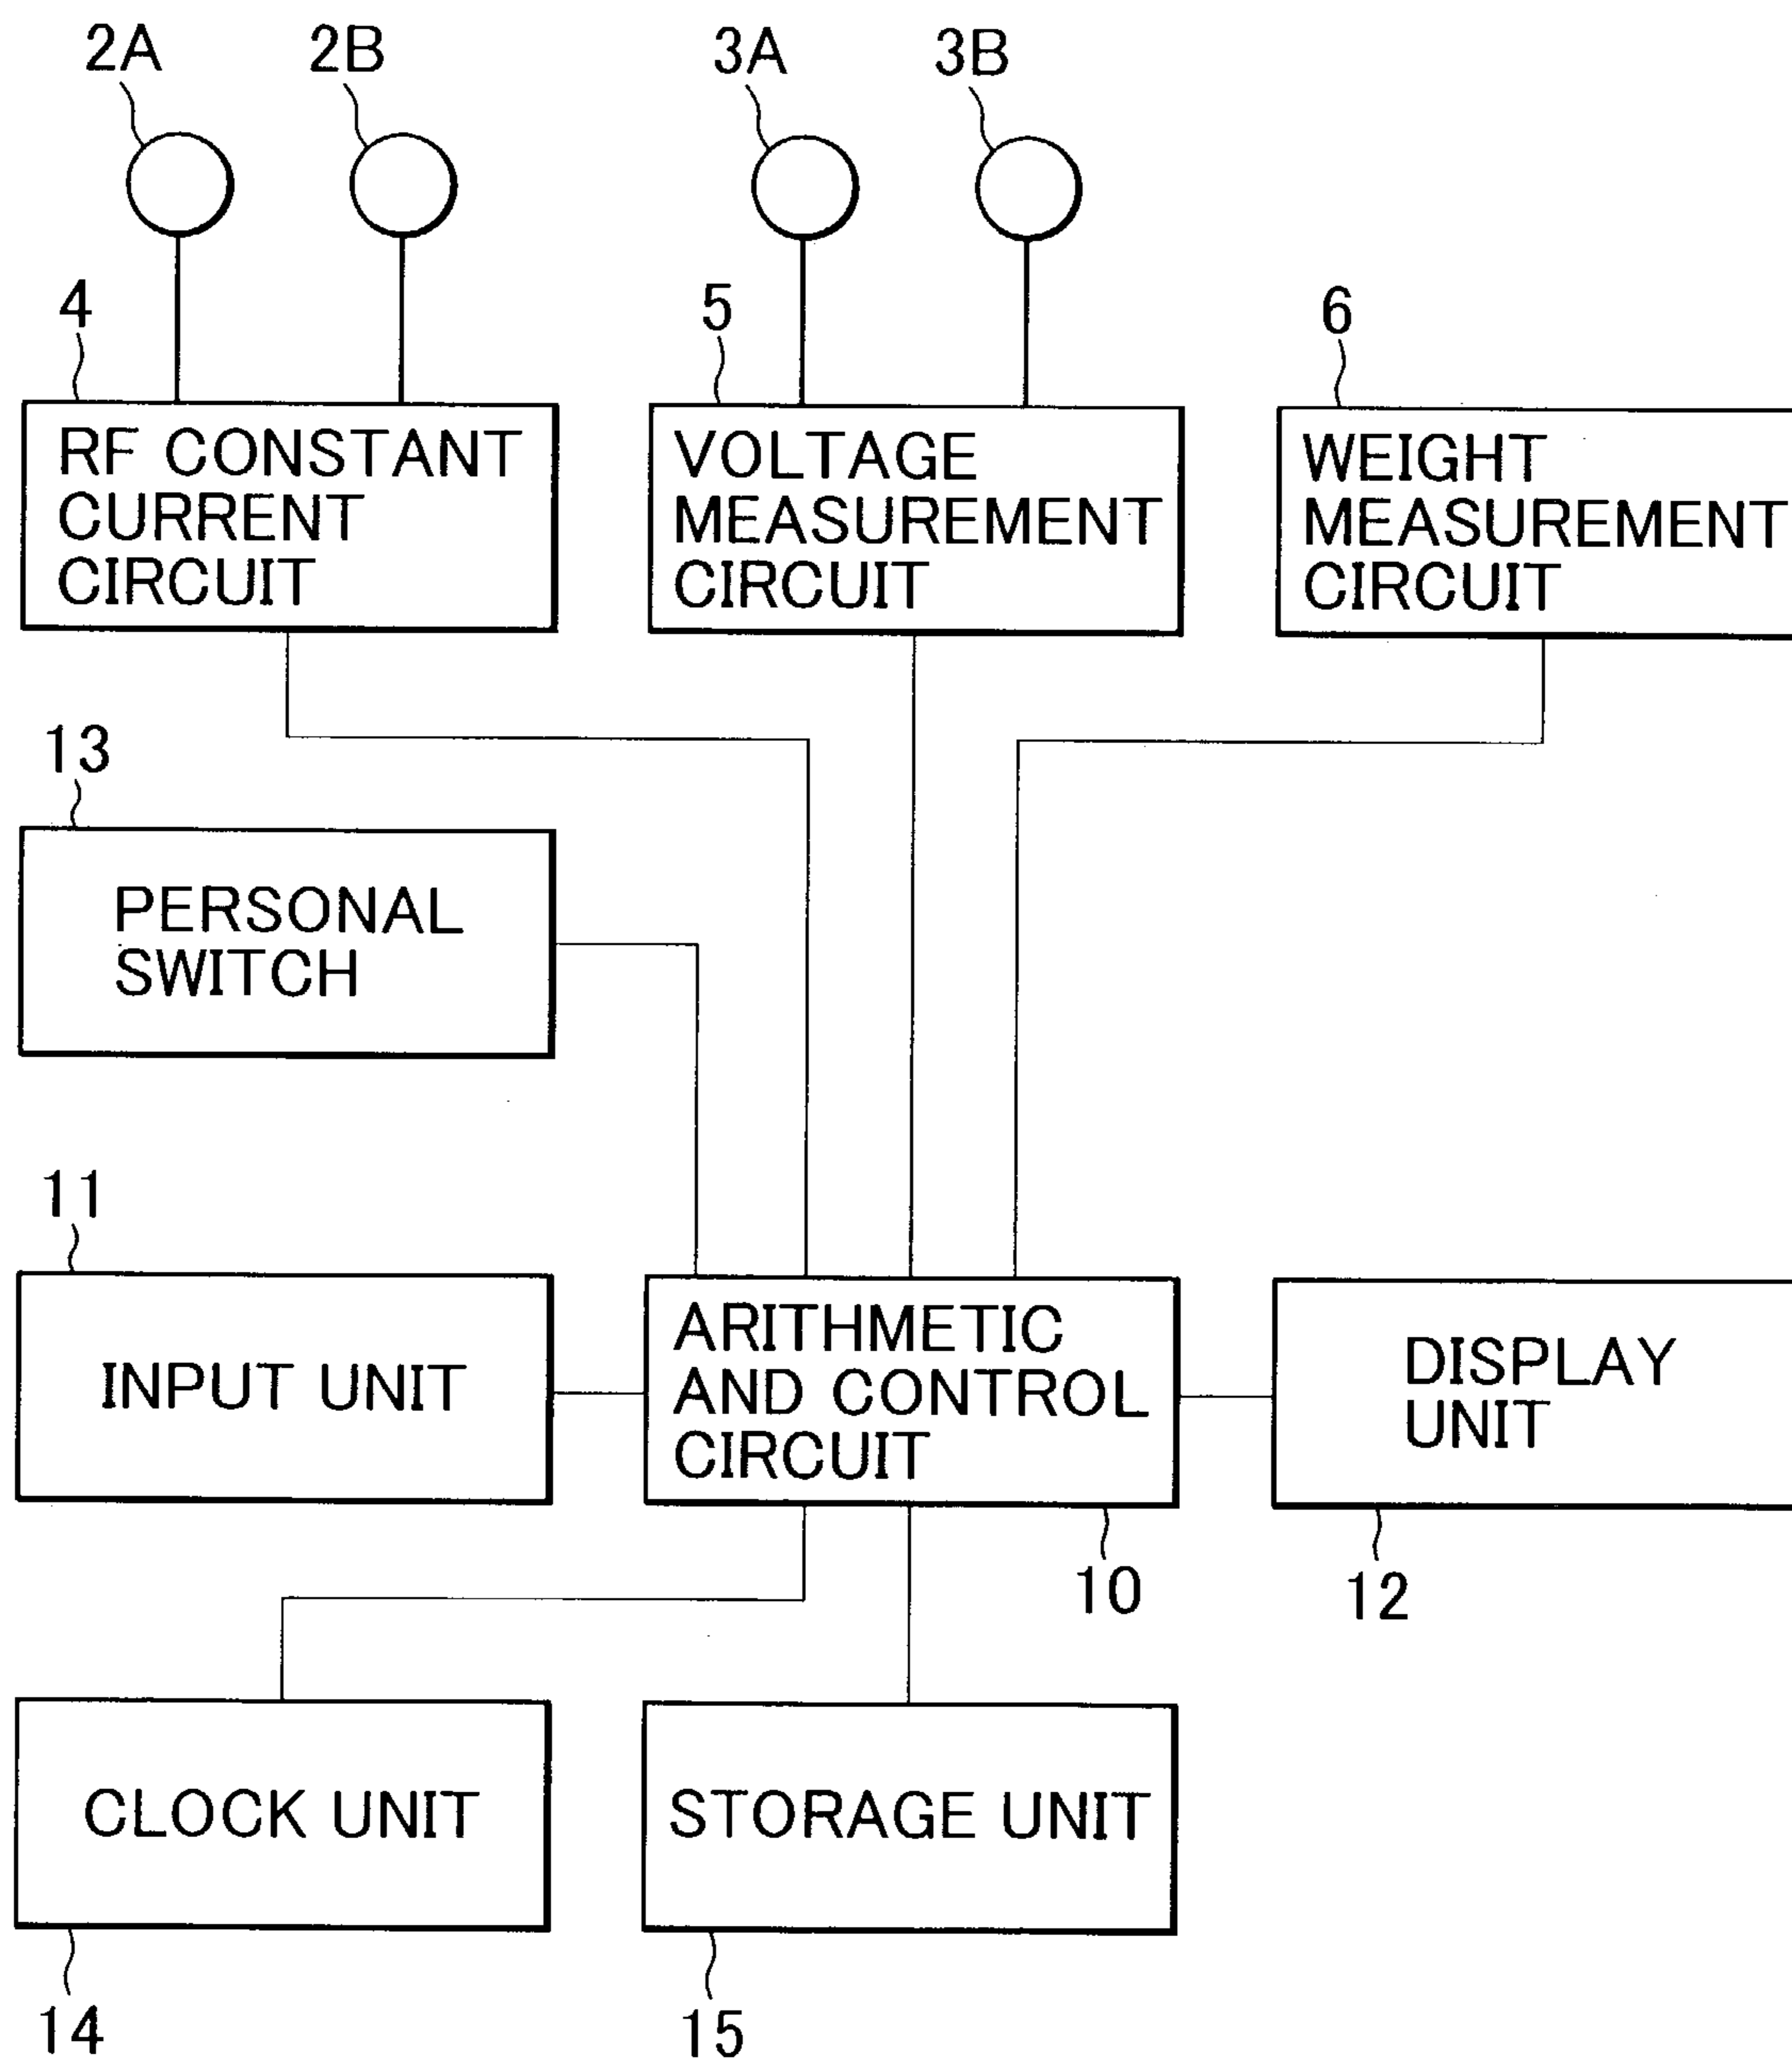 2A 2B 3A 3B
4 5 6
RF CONSTANT
CURRENT
CIRCUIT
VOLTAGE
MEASUREMENT
CIRCUIT
WEIGHT
MEASUREMENT
CIRCUIT
13
PERSONAL
SWITCH
11
INPUT UNIT
ARITHMETIC
AND CONTROL
CIRCUIT
DISPLAY
UNIT
10 12
CLOCK UNIT
STORAGE UNIT
14 15